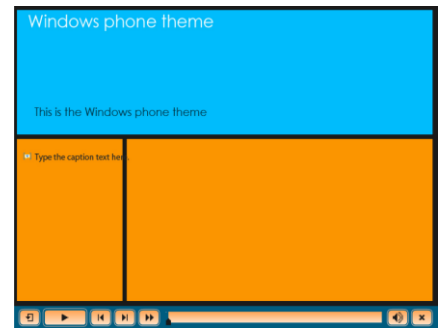 Windows phone theme
This is the Windows phone theme
Type the caption text here.